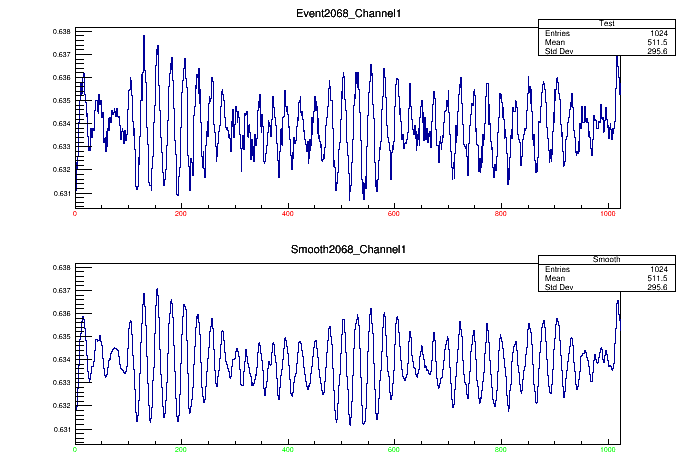 Event2068_Channel1
Test
Entries 1024
Mean 511.5
Std Dev 295.6
0.638
0.637
0.636
0.635
0.634
0.633
0.632
0.631
0 200 400 600 800 1000
Smooth2068_Channel1
Smooth
Entries 1024
Mean 511.5
Std Dev 295.6
0.638
0.637
0.636
0.635
0.634
0.633
0.632
0.631
0 200 400 600 800 1000